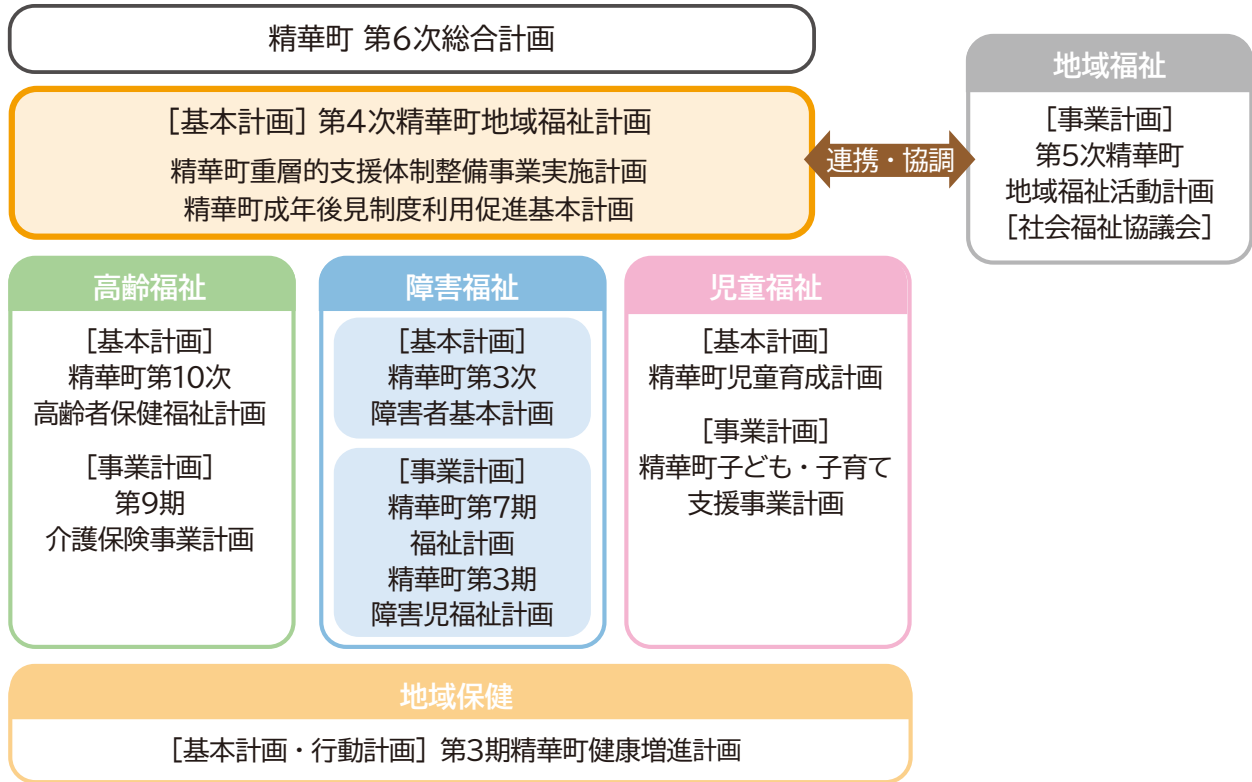 精華町 第6次総合計画
[基本計画] 第4次精華町地域福祉計画
精華町重層的支援体制整備事業実施計画
精華町成年後見制度利用促進基本計画
連携・協調
地域福祉
[事業計画]
第5次精華町
地域福祉活動計画
[社会福祉協議会]
高齢福祉
[基本計画]
精華町第10次
高齢者保健福祉計画
[事業計画]
第9期
介護保険事業計画
障害福祉
[基本計画]
精華町第3次
障害者基本計画
[事業計画]
精華町第7期
福祉計画
精華町第3期
障害児福祉計画
児童福祉
[基本計画]
精華町児童育成計画
[事業計画]
精華町子ども・子育て
支援事業計画
地域保健
[基本計画・行動計画] 第3期精華町健康増進計画